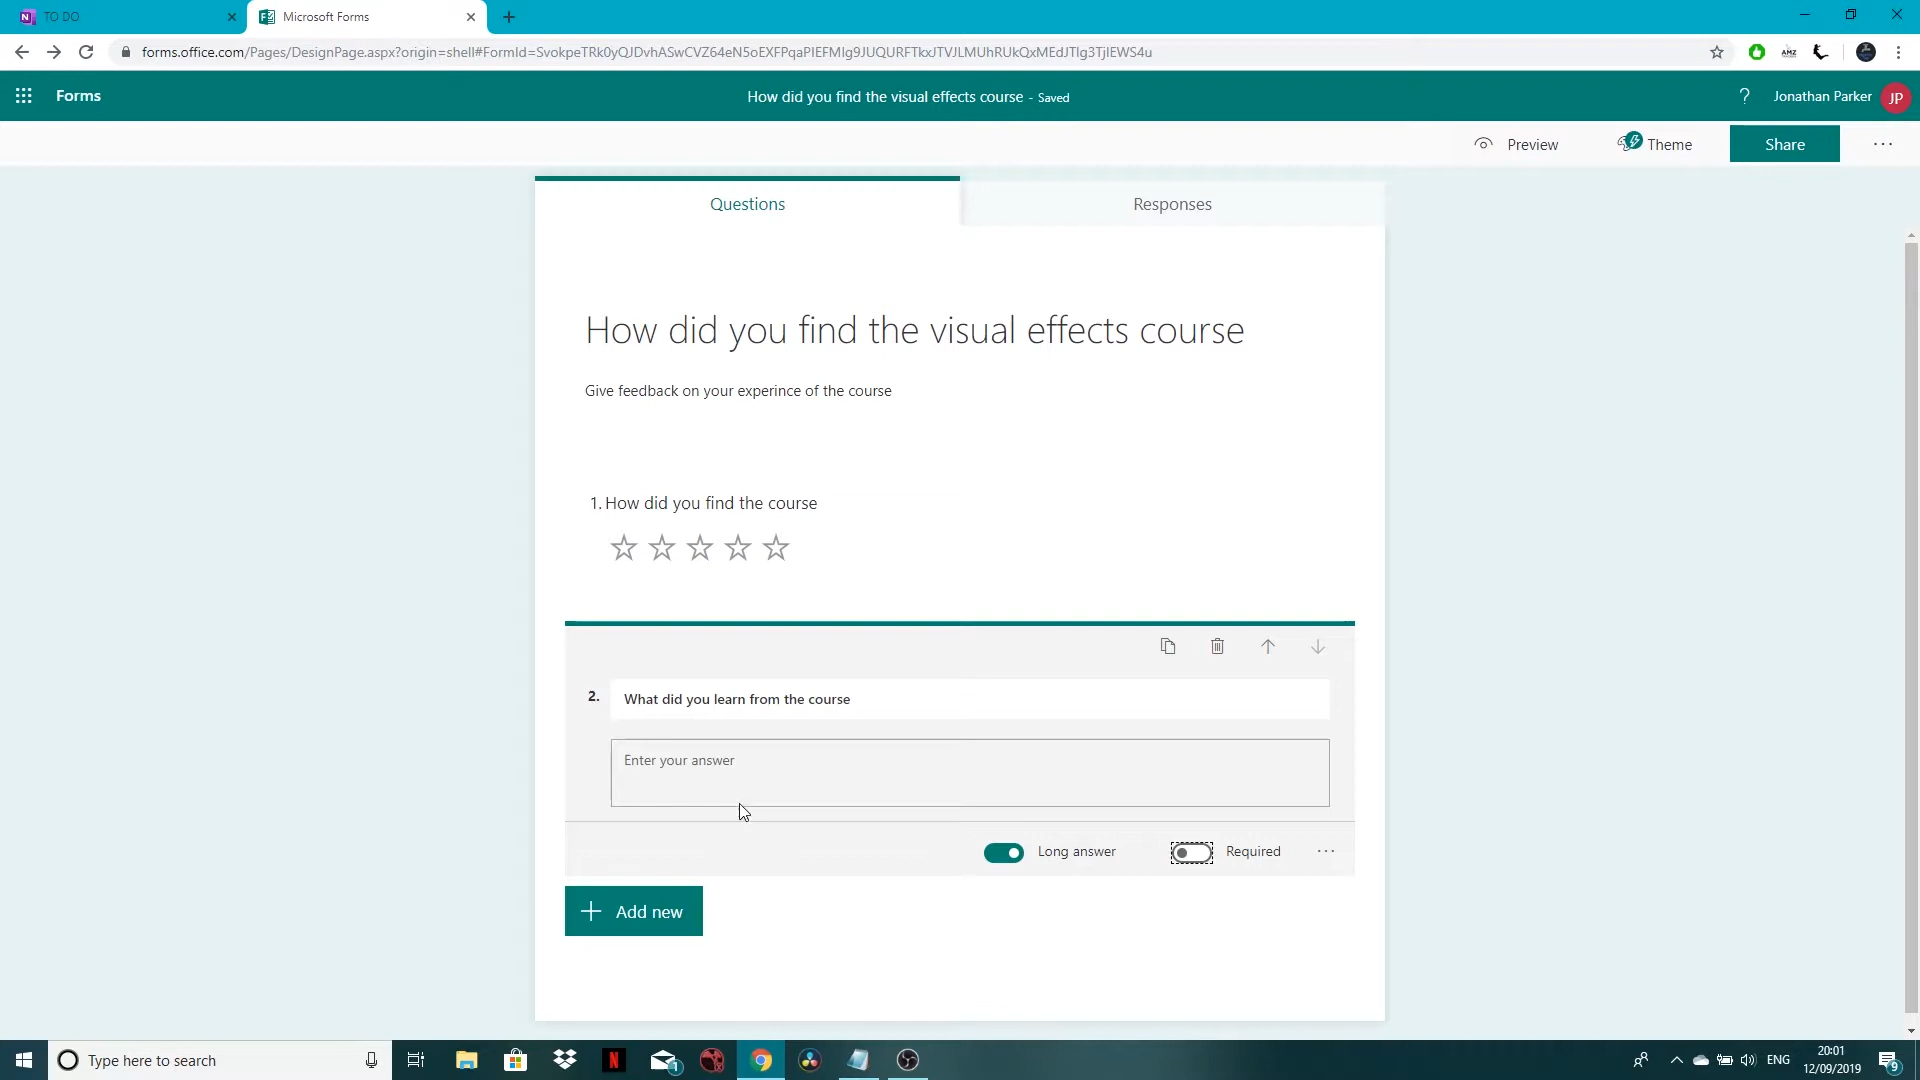 TO DO
Microsoft Forms
forms.office.com/Pages/DesignPage.aspx?origin=shell#FormId=SvokpeTRk0yQJDvhASwCVZ64eN5oEXFPqaPIEFMIg9JUQURFTkxJTVJLMUhRUkQxMEdJTlg3TjlEWS4u
AMZ
Forms
How did you find the visual effects course - Saved
? Jonathan Parker JP
Preview
Theme
Share
Questions
Responses
How did you find the visual effects course
Give feedback on your experince of the course
1. How did you find the course
2. What did you learn from the course
Enter your answer
Long answer
Required
Add new
Type here to search
1
ENG
20:01
12/09/2019
9